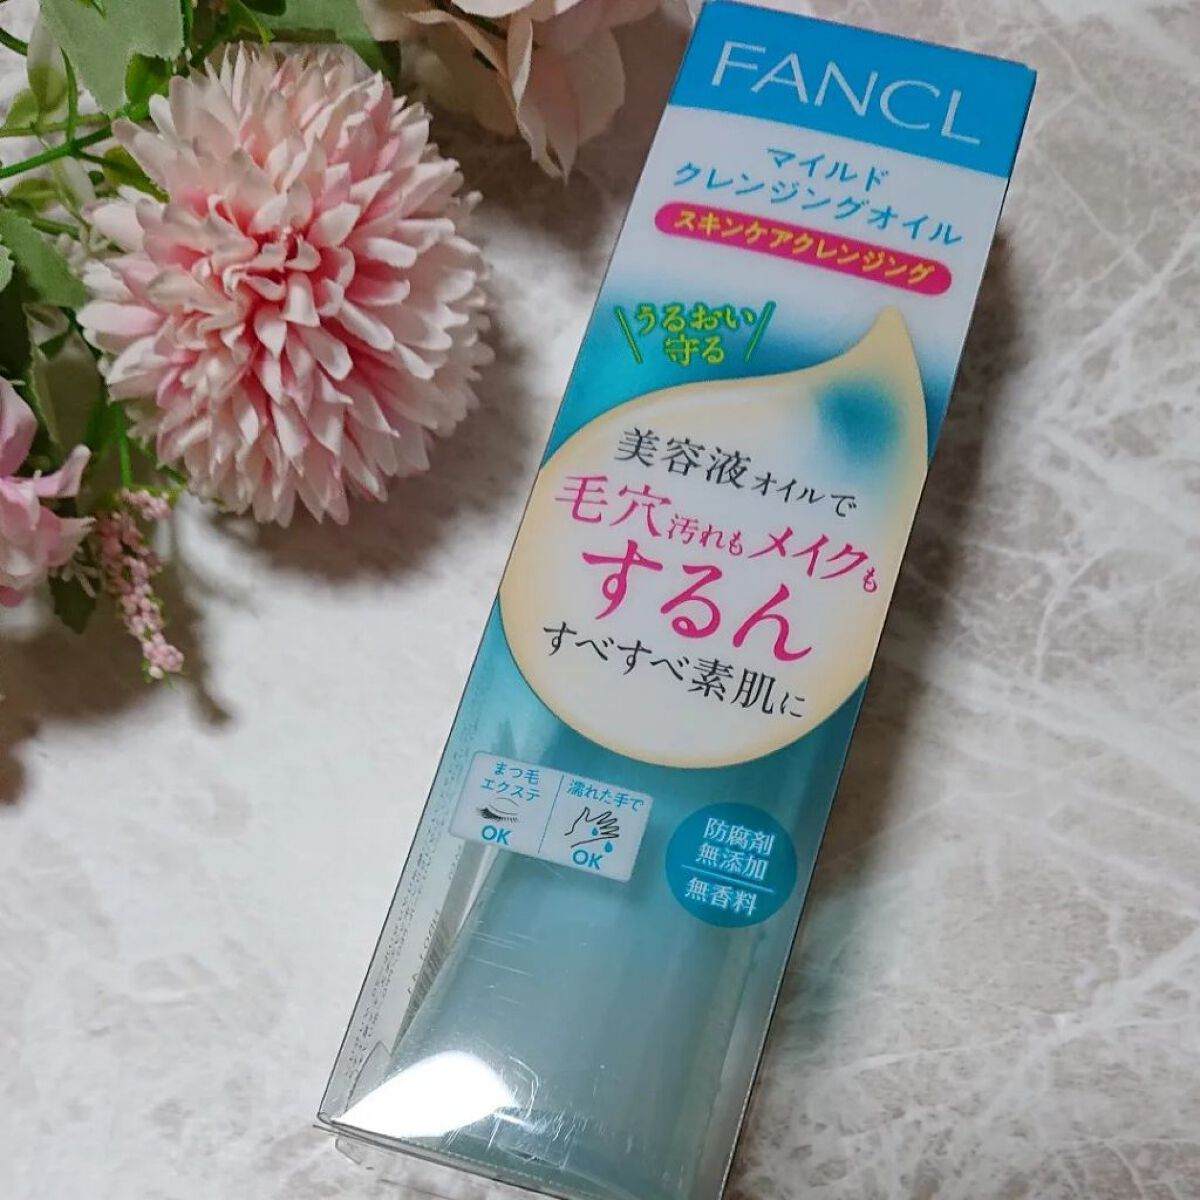 FANCL
マイルド
クレンジングオイル
スキンケアクレンジング
うるおい
守る
美容液オイルで
毛穴汚れもメイクも
するん
すべすべ素肌に
まつ毛
エクステ
OK
濡れた手で
OK
防腐剤
無添加
無香料